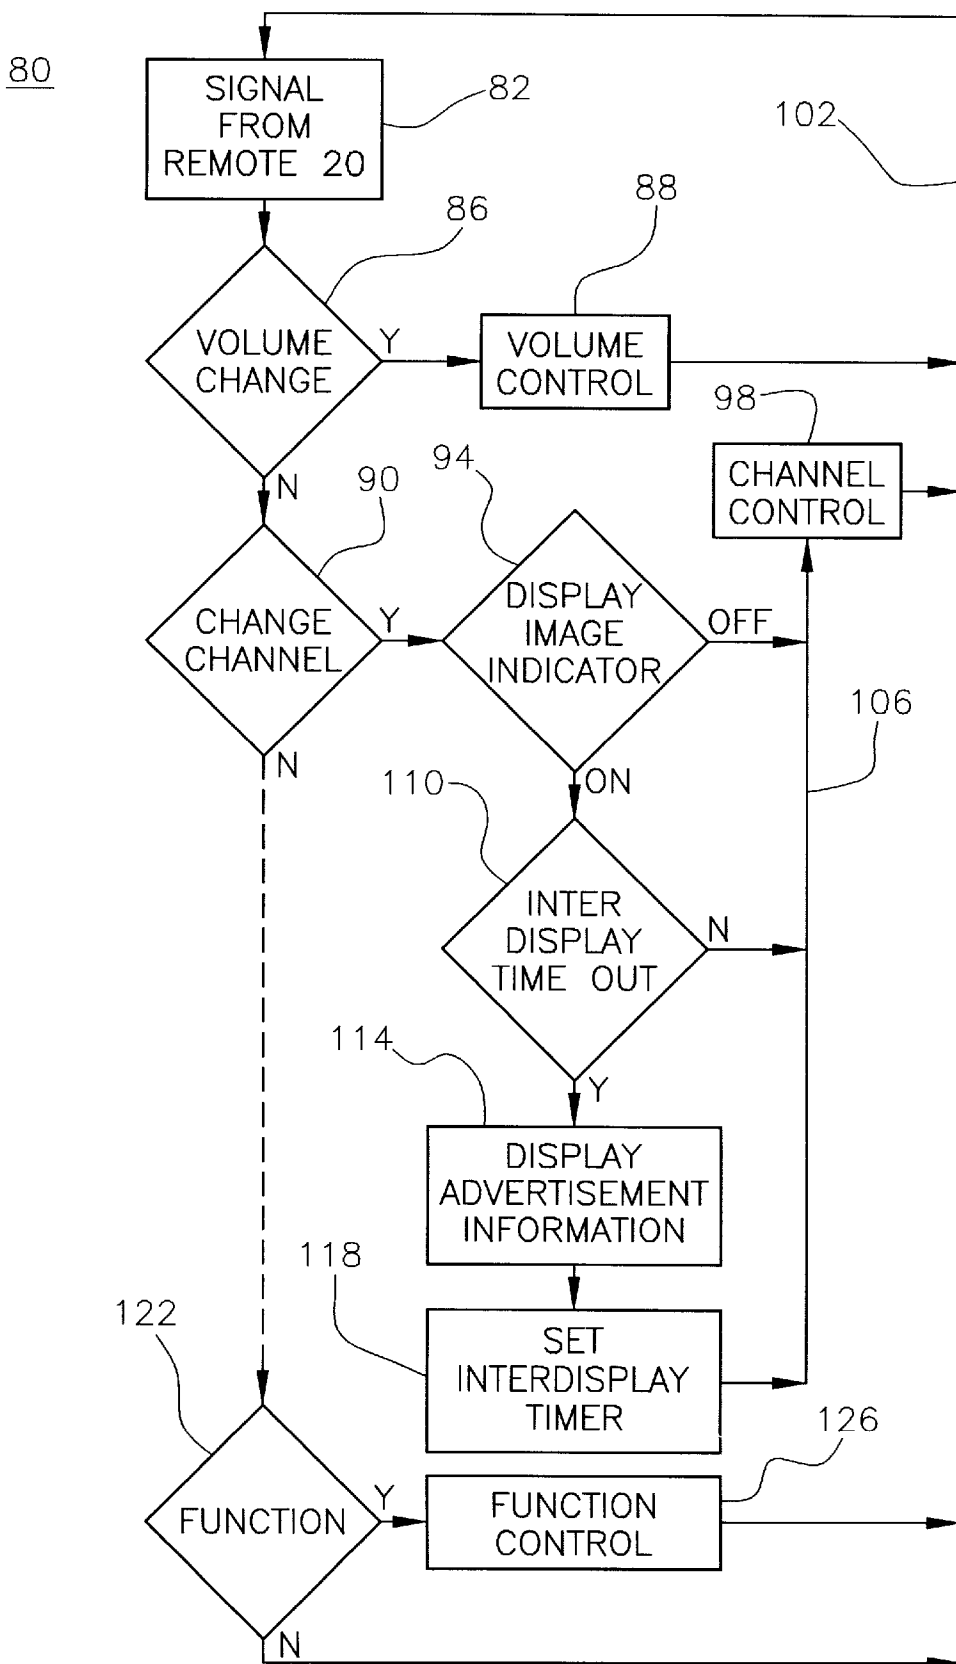 80
SIGNAL
FROM
REMOTE 20
82
102
86
88
VOLUME
CHANGE
Y
N
VOLUME
CONTROL
98
CHANNEL
CONTROL
94
90
CHANGE
CHANNEL
Y
N
DISPLAY
IMAGE
INDICATOR
OFF
ON
106
110
INTER
DISPLAY
TIME OUT
N
Y
114
DISPLAY
ADVERTISEMENT
INFORMATION
118
SET
INTERDISPLAY
TIMER
122
126
FUNCTION
Y
N
FUNCTION
CONTROL